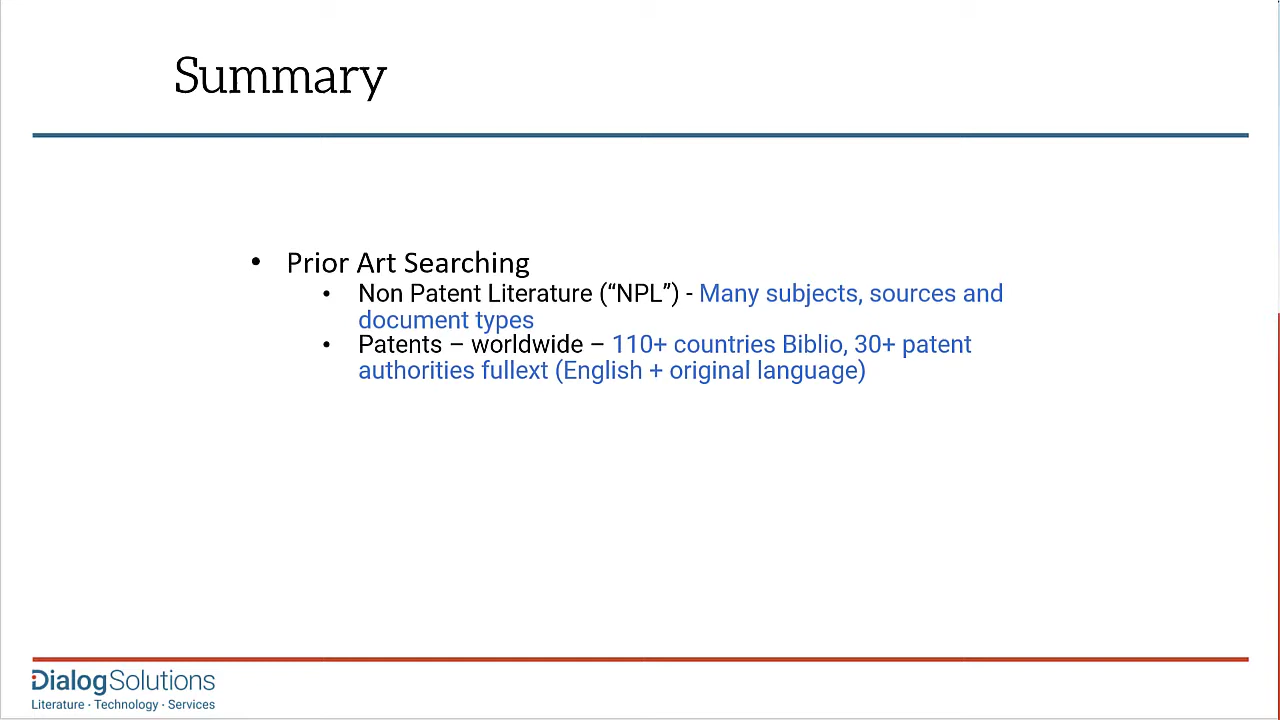 Summary
• Prior Art Searching
• Non Patent Literature (“NPL”) - Many subjects, sources and
document types
• Patents – worldwide – 110+ countries Biblio, 30+ patent
authorities fullext (English + original language)
DialogSolutions
Literature · Technology · Services